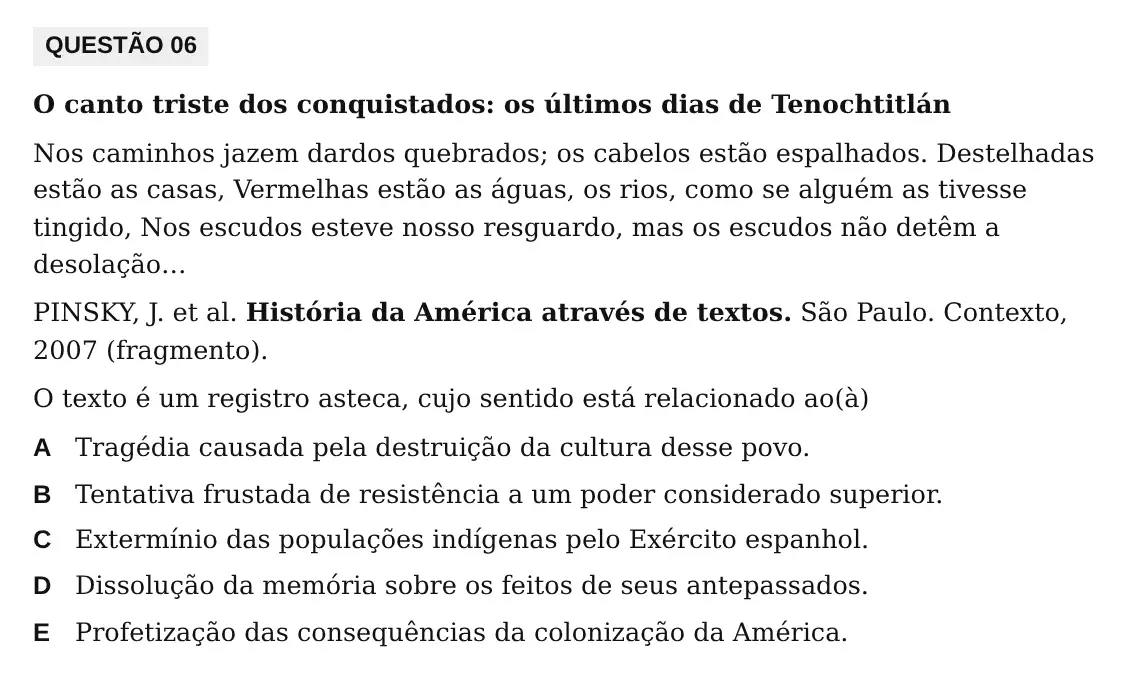 QUESTÃO 06
O canto triste dos conquistados: os últimos dias de Tenochtitlán
Nos caminhos jazem dardos quebrados; os cabelos estão espalhados. Destelhadas
estão as casas, Vermelhas estão as águas, os rios, como se alguém as tivesse
tingido, Nos escudos esteve nosso resguardo, mas os escudos não detêm a
desolação...
PINSKY, J. et al. História da América através de textos. São Paulo. Contexto,
2007 (fragmento).
O texto é um registro asteca, cujo sentido está relacionado ao(à)
A Tragédia causada pela destruição da cultura desse povo.
B Tentativa frustada de resistência a um poder considerado superior.
C Extermínio das populações indígenas pelo Exército espanhol.
D Dissolução da memória sobre os feitos de seus antepassados.
E Profetização das consequências da colonização da América.